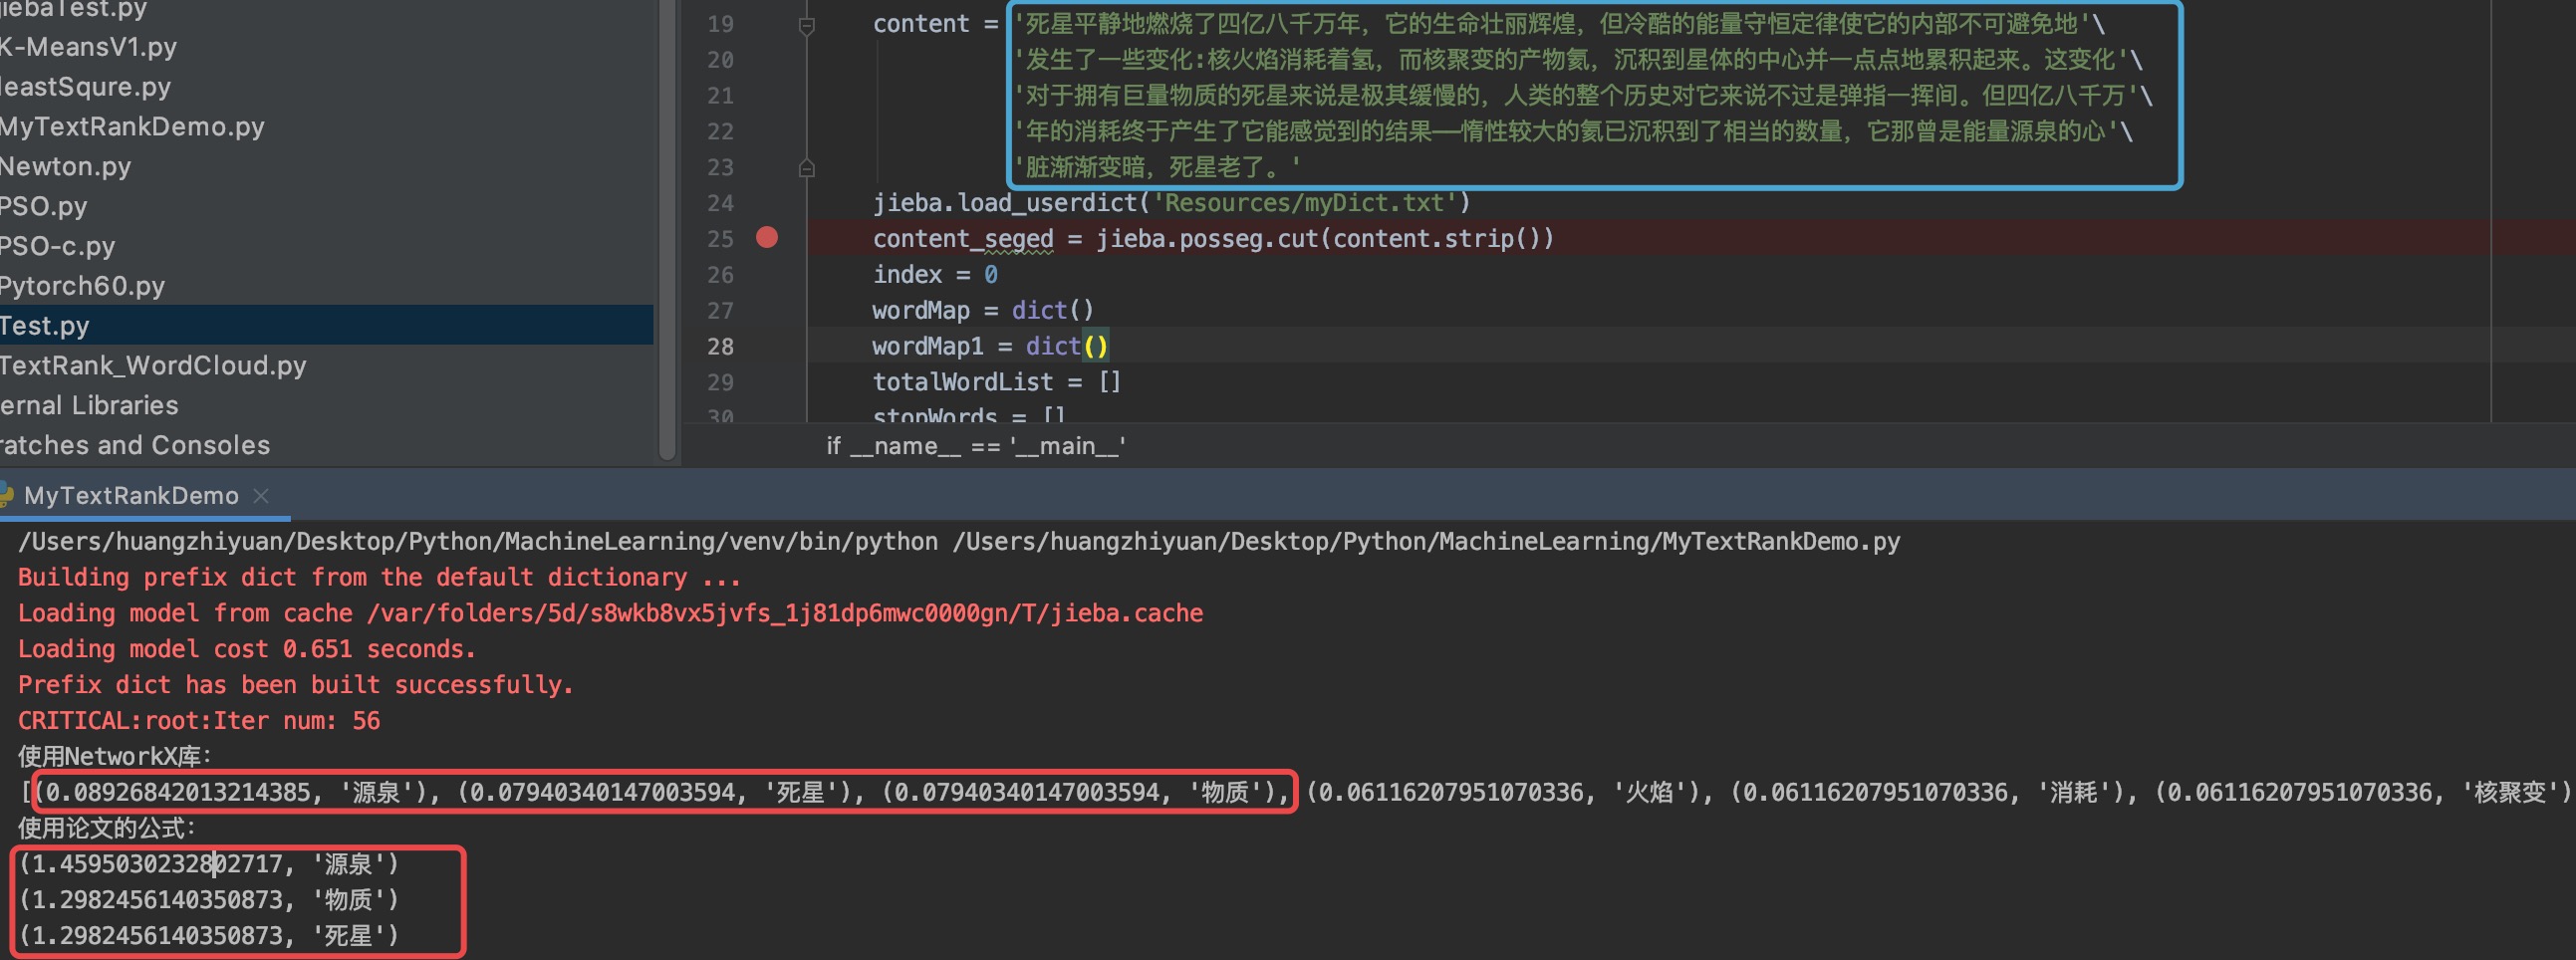 jiebaTest.py
K-MeansV1.py
leastSqure.py
MyTextRankDemo.py
Newton.py
PSO.py
PSO-c.py
Pytorch60.py
Test.py
TextRank_WordCloud.py
ernal Libraries
ratches and Consoles
19 content = '死星平静地燃烧了四亿八千万年，它的生命壮丽辉煌，但冷酷的能量守恒定律使它的内部不可避免地'\
20 '发生了一些变化:核火焰消耗着氢，而核聚变的产物氦，沉积到星体的中心并一点点地累积起来。这变化'\
21 '对于拥有巨量物质的死星来说是极其缓慢的，人类的整个历史对它来说不过是弹指一挥间。但四亿八千万'\
22 '年的消耗终于产生了它能感觉到的结果——惰性较大的氦已沉积到了相当的数量，它那曾是能量源泉的心'\
23 '脏渐渐变暗，死星老了。'
24 jieba.load_userdict('Resources/myDict.txt')
25 content_seged = jieba.posseg.cut(content.strip())
26 index = 0
27 wordMap = dict()
28 wordMap1 = dict()
29 totalWordList = []
30 stopWords = []
if __name__ == '__main__'
MyTextRankDemo ×
/Users/huangzhiyuan/Desktop/Python/MachineLearning/venv/bin/python /Users/huangzhiyuan/Desktop/Python/MachineLearning/MyTextRankDemo.py
Building prefix dict from the default dictionary ...
Loading model from cache /var/folders/5d/s8wkb8vx5jvfs_1j81dp6mwc0000gn/T/jieba.cache
Loading model cost 0.651 seconds.
Prefix dict has been built successfully.
CRITICAL:root:Iter num: 56
使用NetworkX库:
[(0.08926842013214385, '源泉'), (0.07940340147003594, '死星'), (0.07940340147003594, '物质'), (0.06116207951070336, '火焰'), (0.06116207951070336, '消耗'), (0.06116207951070336, '核聚变')
使用论文的公式:
(1.4595030232802717, '源泉')
(1.2982456140350873, '物质')
(1.2982456140350873, '死星')